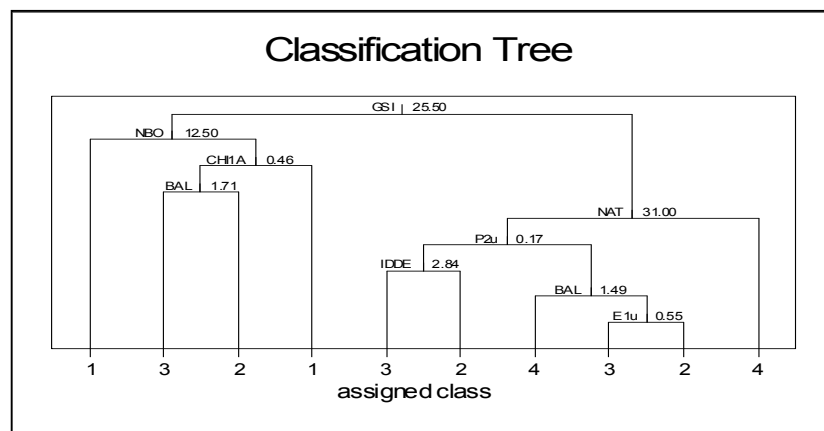 Classification Tree
GSI 25.50
NBO 12.50
CHI1A 0.46
BAL 1.71
NAT 31.00
P2u 0.17
IDDE 2.84
BAL 1.49
E1u 0.55
1 3 2 1 3 2 4 3 2 4
assigned class